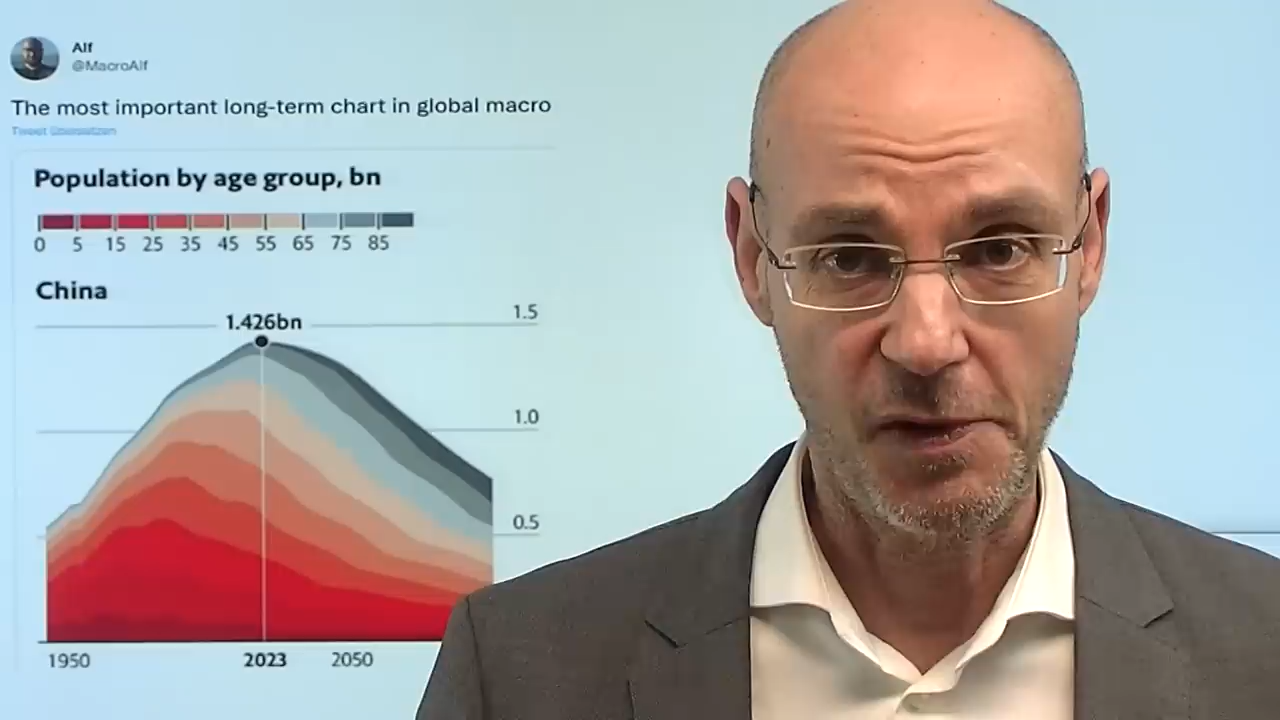 Alf
@MacroAlf
The most important long-term chart in global macro
Tweet übersetzen
Population by age group, bn
0 5 15 25 35 45 55 65 75 85
China
1.426bn
1.5
1.0
0.5
1950 2023 2050